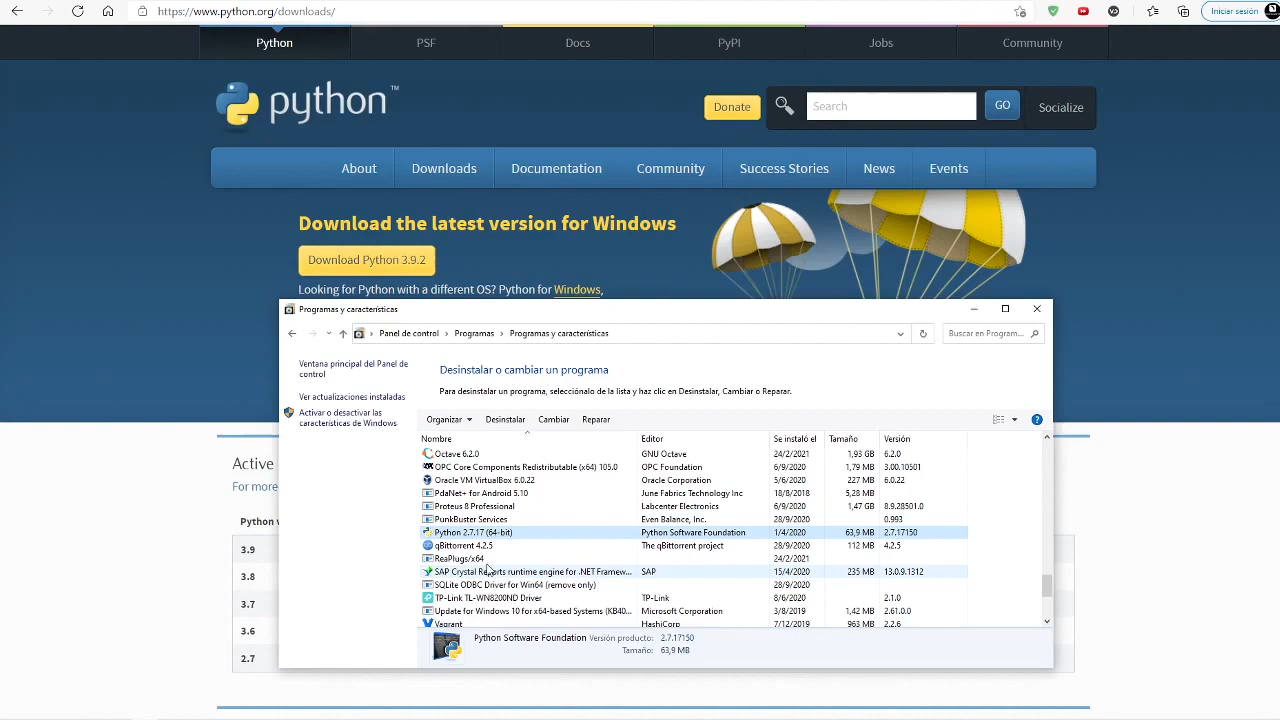 https://www.python.org/downloads/
Iniciar sesión
Python PSF Docs PyPI Jobs Community
python™
Donate Search GO Socialize
About Downloads Documentation Community Success Stories News Events
Download the latest version for Windows
Download Python 3.9.2
Looking for Python with a different OS? Python for Windows,
Programas y características
Panel de control Programas Programas y características Buscar en Program...
Ventana principal del Panel de control
Ver actualizaciones instaladas
Activar o desactivar las características de Windows
Desinstalar o cambiar un programa
Para desinstalar un programa, selecciónalo de la lista y haz clic en Desinstalar, Cambiar o Reparar.
Organizar Desinstalar Cambiar Reparar
Nombre Editor Se instaló el Tamaño Versión
Octave 6.2.0 GNU Octave 24/2/2021 1,93 GB 6.2.0
OPC Core Components Redistributable (x64) 105.0 OPC Foundation 6/9/2020 1,79 MB 3.00.10501
Oracle VM VirtualBox 6.0.22 Oracle Corporation 5/6/2020 227 MB 6.0.22
PdaNet+ for Android 5.10 June Fabrics Technology Inc 18/8/2018 5,28 MB
Proteus 8 Professional Labcenter Electronics 6/9/2020 1,47 GB 8.9.28501.0
PunkBuster Services Even Balance, Inc. 28/9/2020 0.993
Python 2.7.17 (64-bit) Python Software Foundation 1/4/2020 63,9 MB 2.7.17150
qBittorrent 4.2.5 The qBittorrent project 28/9/2020 112 MB 4.2.5
ReaPlugs/x64 24/2/2021
SAP Crystal Reports runtime engine for .NET Framew... SAP 15/4/2020 235 MB 13.0.9.1312
SQLite ODBC Driver for Win64 (remove only) 28/9/2020
TP-Link TL-WN8200ND Driver TP-Link 8/6/2020 2.1.0
Update for Windows 10 for x64-based Systems (KB40... Microsoft Corporation 3/8/2019 1,42 MB 2.61.0.0
Vagrant HashiCorp 7/12/2019 963 MB 2.2.6
Python Software Foundation Versión producto: 2.7.17150
Tamaño: 63,9 MB
Active
For more
Python v
3.9
3.8
3.7
3.6
2.7